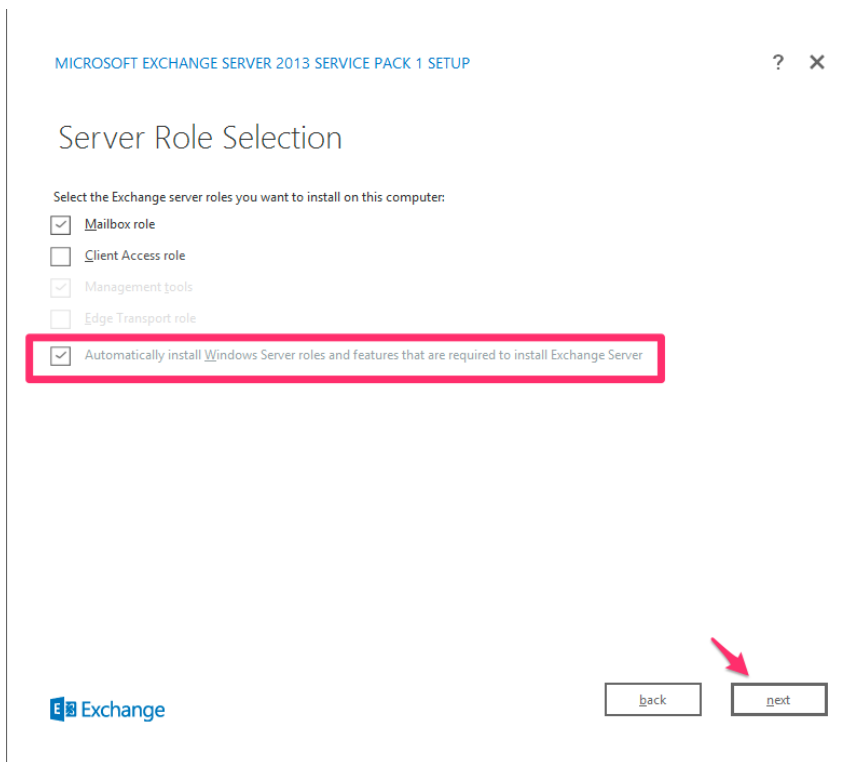 MICROSOFT EXCHANGE SERVER 2013 SERVICE PACK 1 SETUP
? ✕
Server Role Selection
Select the Exchange server roles you want to install on this computer:
Mailbox role
Client Access role
Management tools
Edge Transport role
Automatically install Windows Server roles and features that are required to install Exchange Server
back
next
Exchange